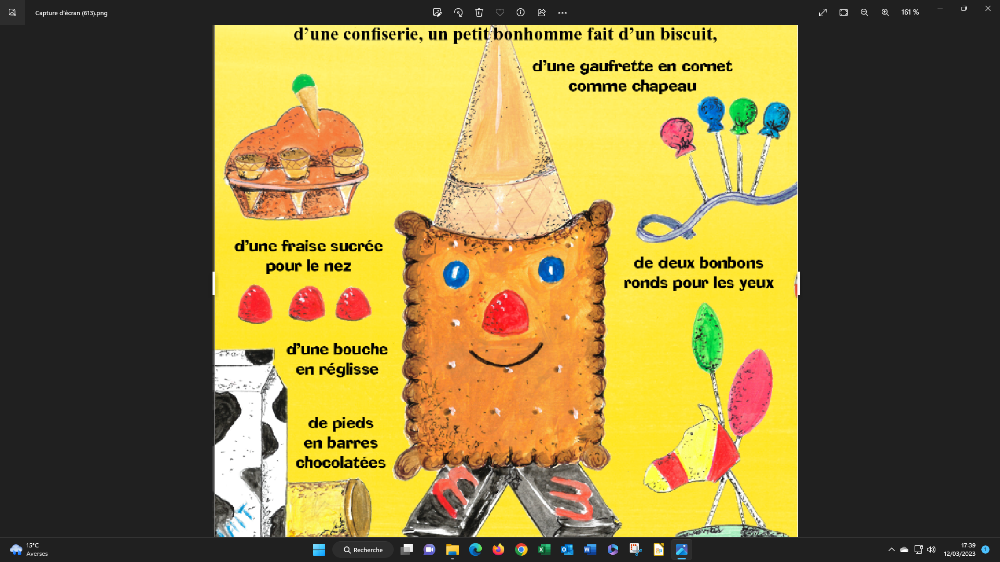 Capture d'écran (613).png
161 %
d'une confiserie, un petit bonhomme fait d'un biscuit,
d'une gaufrette en cornet
comme chapeau
d'une fraise sucrée
pour le nez
de deux bonbons
ronds pour les yeux
d'une bouche
en réglisse
de pieds
en barres
chocolatées
15°C
Averses
Recherche
17:39
12/03/2023
1